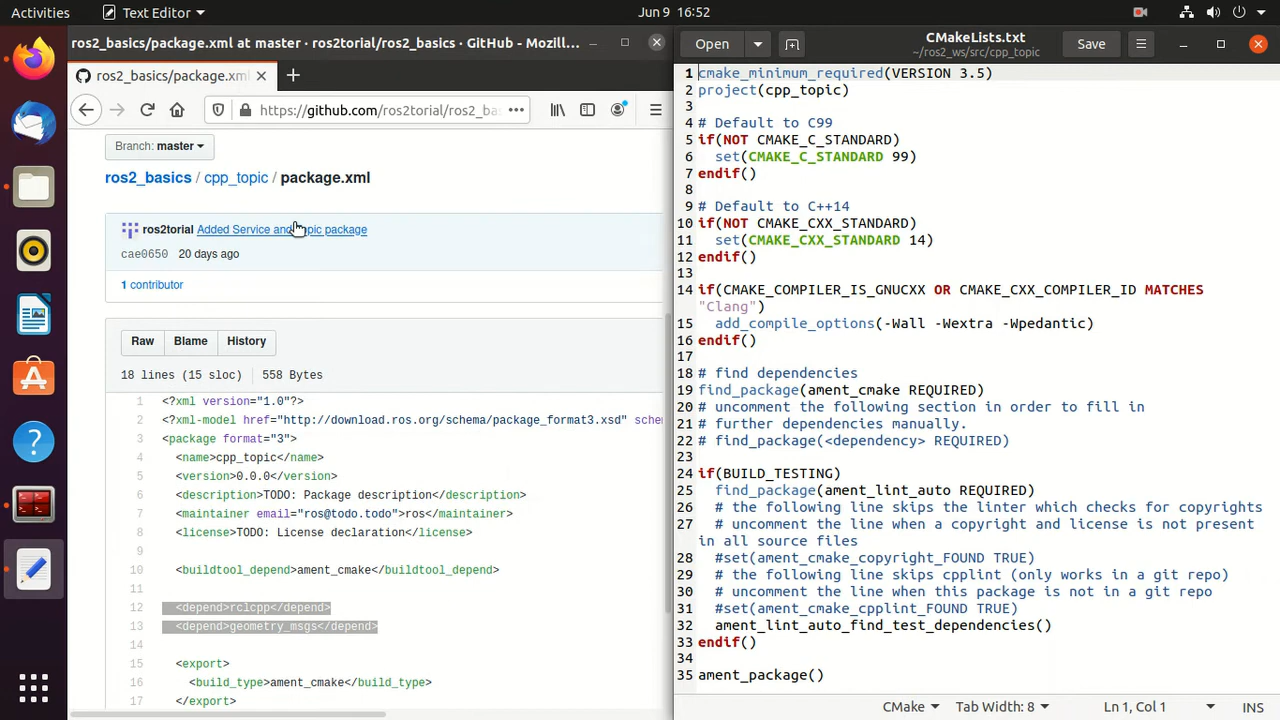 Activities
Text Editor
Jun 9 16:52
ros2_basics/package.xml at master · ros2torial/ros2_basics · GitHub - Mozill…
ros2_basics/package.xml
https://github.com/ros2torial/ros2_ba
Branch: master
ros2_basics / cpp_topic / package.xml
ros2torial Added Service and Topic package
cae0650 20 days ago
1 contributor
Raw
Blame
History
18 lines (15 sloc)
558 Bytes
1 <?xml version="1.0"?>
2 <?xml-model href="http://download.ros.org/schema/package_format3.xsd" schem
3 <package format="3">
4 <name>cpp_topic</name>
5 <version>0.0.0</version>
6 <description>TODO: Package description</description>
7 <maintainer email="ros@todo.todo">ros</maintainer>
8 <license>TODO: License declaration</license>
9
10 <buildtool_depend>ament_cmake</buildtool_depend>
11
12 <depend>rclcpp</depend>
13 <depend>geometry_msgs</depend>
14
15 <export>
16 <build_type>ament_cmake</build_type>
17 </export>
Open
CMakeLists.txt
~/ros2_ws/src/cpp_topic
Save
1 cmake_minimum_required(VERSION 3.5)
2 project(cpp_topic)
3
4 # Default to C99
5 if(NOT CMAKE_C_STANDARD)
6 set(CMAKE_C_STANDARD 99)
7 endif()
8
9 # Default to C++14
10 if(NOT CMAKE_CXX_STANDARD)
11 set(CMAKE_CXX_STANDARD 14)
12 endif()
13
14 if(CMAKE_COMPILER_IS_GNUCXX OR CMAKE_CXX_COMPILER_ID MATCHES
"Clang")
15 add_compile_options(-Wall -Wextra -Wpedantic)
16 endif()
17
18 # find dependencies
19 find_package(ament_cmake REQUIRED)
20 # uncomment the following section in order to fill in
21 # further dependencies manually.
22 # find_package(<dependency> REQUIRED)
23
24 if(BUILD_TESTING)
25 find_package(ament_lint_auto REQUIRED)
26 # the following line skips the linter which checks for copyrights
27 # uncomment the line when a copyright and license is not present
in all source files
28 #set(ament_cmake_copyright_FOUND TRUE)
29 # the following line skips cpplint (only works in a git repo)
30 # uncomment the line when this package is not in a git repo
31 #set(ament_cmake_cpplint_FOUND TRUE)
32 ament_lint_auto_find_test_dependencies()
33 endif()
34
35 ament_package()
CMake
Tab Width: 8
Ln 1, Col 1
INS